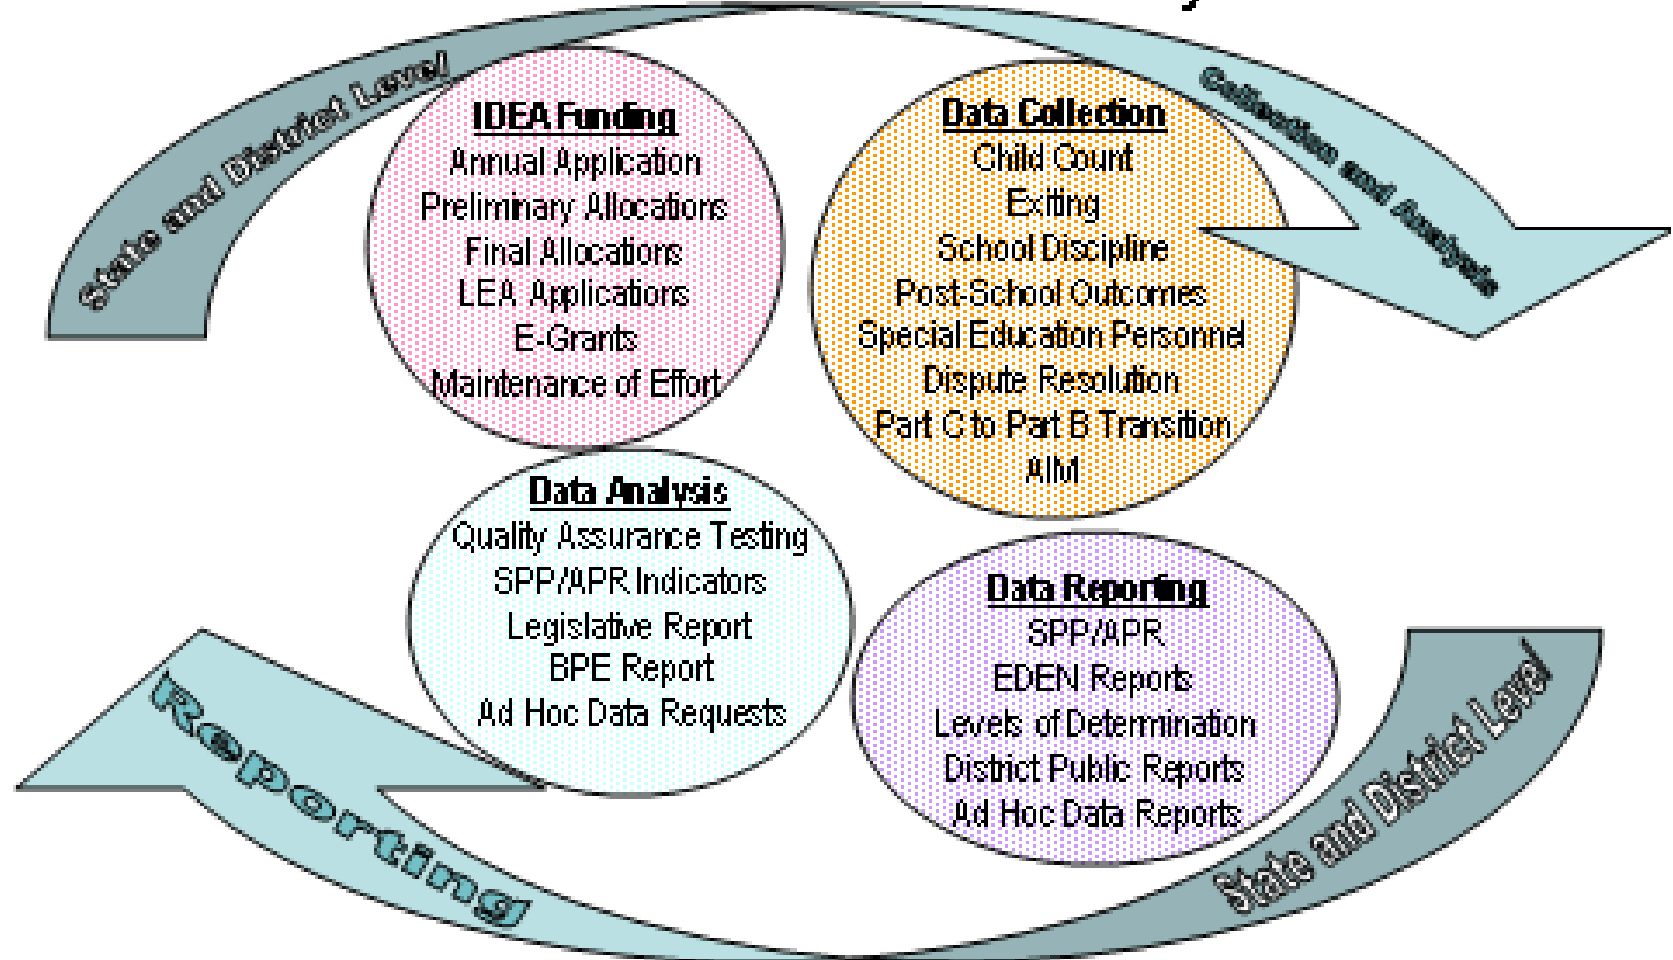 State and District Level
Collection and Analysis
IDEA Funding
Annual Application
Preliminary Allocations
Final Allocations
LEA Applications
E-Grants
Maintenance of Effort
Data Collection
Child Count
Exiting
School Discipline
Post-School Outcomes
Special Education Personnel
Dispute Resolution
Part C to Part B Transition
AIM
Data Analysis
Quality Assurance Testing
SPP/APR Indicators
Legislative Report
BPE Report
Ad Hoc Data Requests
Data Reporting
SPP/APR
EDEN Reports
Levels of Determination
District Public Reports
Ad Hoc Data Reports
Reporting
State and District Level